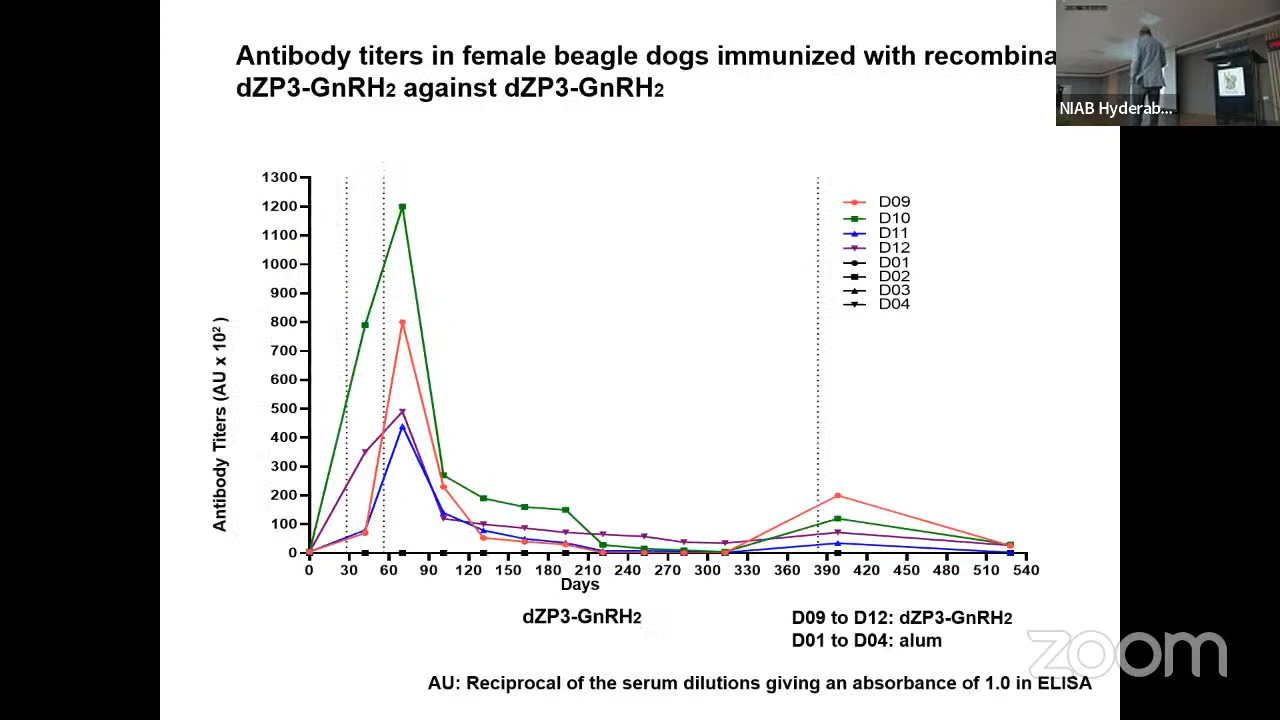 Antibody titers in female beagle dogs immunized with recombina
dZP3-GnRH2 against dZP3-GnRH2
NIAB Hyderab...
1300
1200
1100
1000
900
800
700
600
500
400
300
200
100
0
Antibody Titers (AU x 10²)
D09
D10
D11
D12
D01
D02
D03
D04
0 30 60 90 120 150 180 210 240 270 300 330 360 390 420 450 480 510 540
Days
dZP3-GnRH2
D09 to D12: dZP3-GnRH2
D01 to D04: alum
zoom
AU: Reciprocal of the serum dilutions giving an absorbance of 1.0 in ELISA